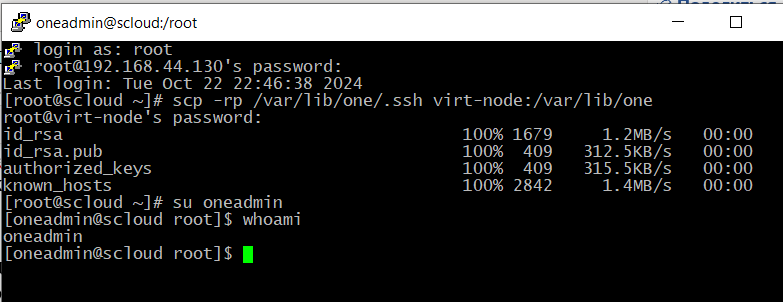 Поделиться
oneadmin@scloud:/root
login as: root
root@192.168.44.130's password:
Last login: Tue Oct 22 22:46:38 2024
[root@scloud ~]# scp -rp /var/lib/one/.ssh virt-node:/var/lib/one
root@virt-node's password:
id_rsa 100% 1679 1.2MB/s 00:00
id_rsa.pub 100% 409 312.5KB/s 00:00
authorized_keys 100% 409 315.5KB/s 00:00
known_hosts 100% 2842 1.4MB/s 00:00
[root@scloud ~]# su oneadmin
[oneadmin@scloud root]$ whoami
oneadmin
[oneadmin@scloud root]$